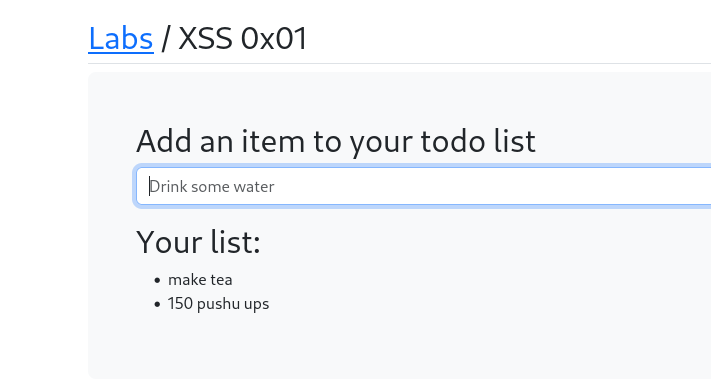 Labs / XSS 0x01
Add an item to your todo list
Drink some water
Your list:
• make tea
• 150 pushu ups